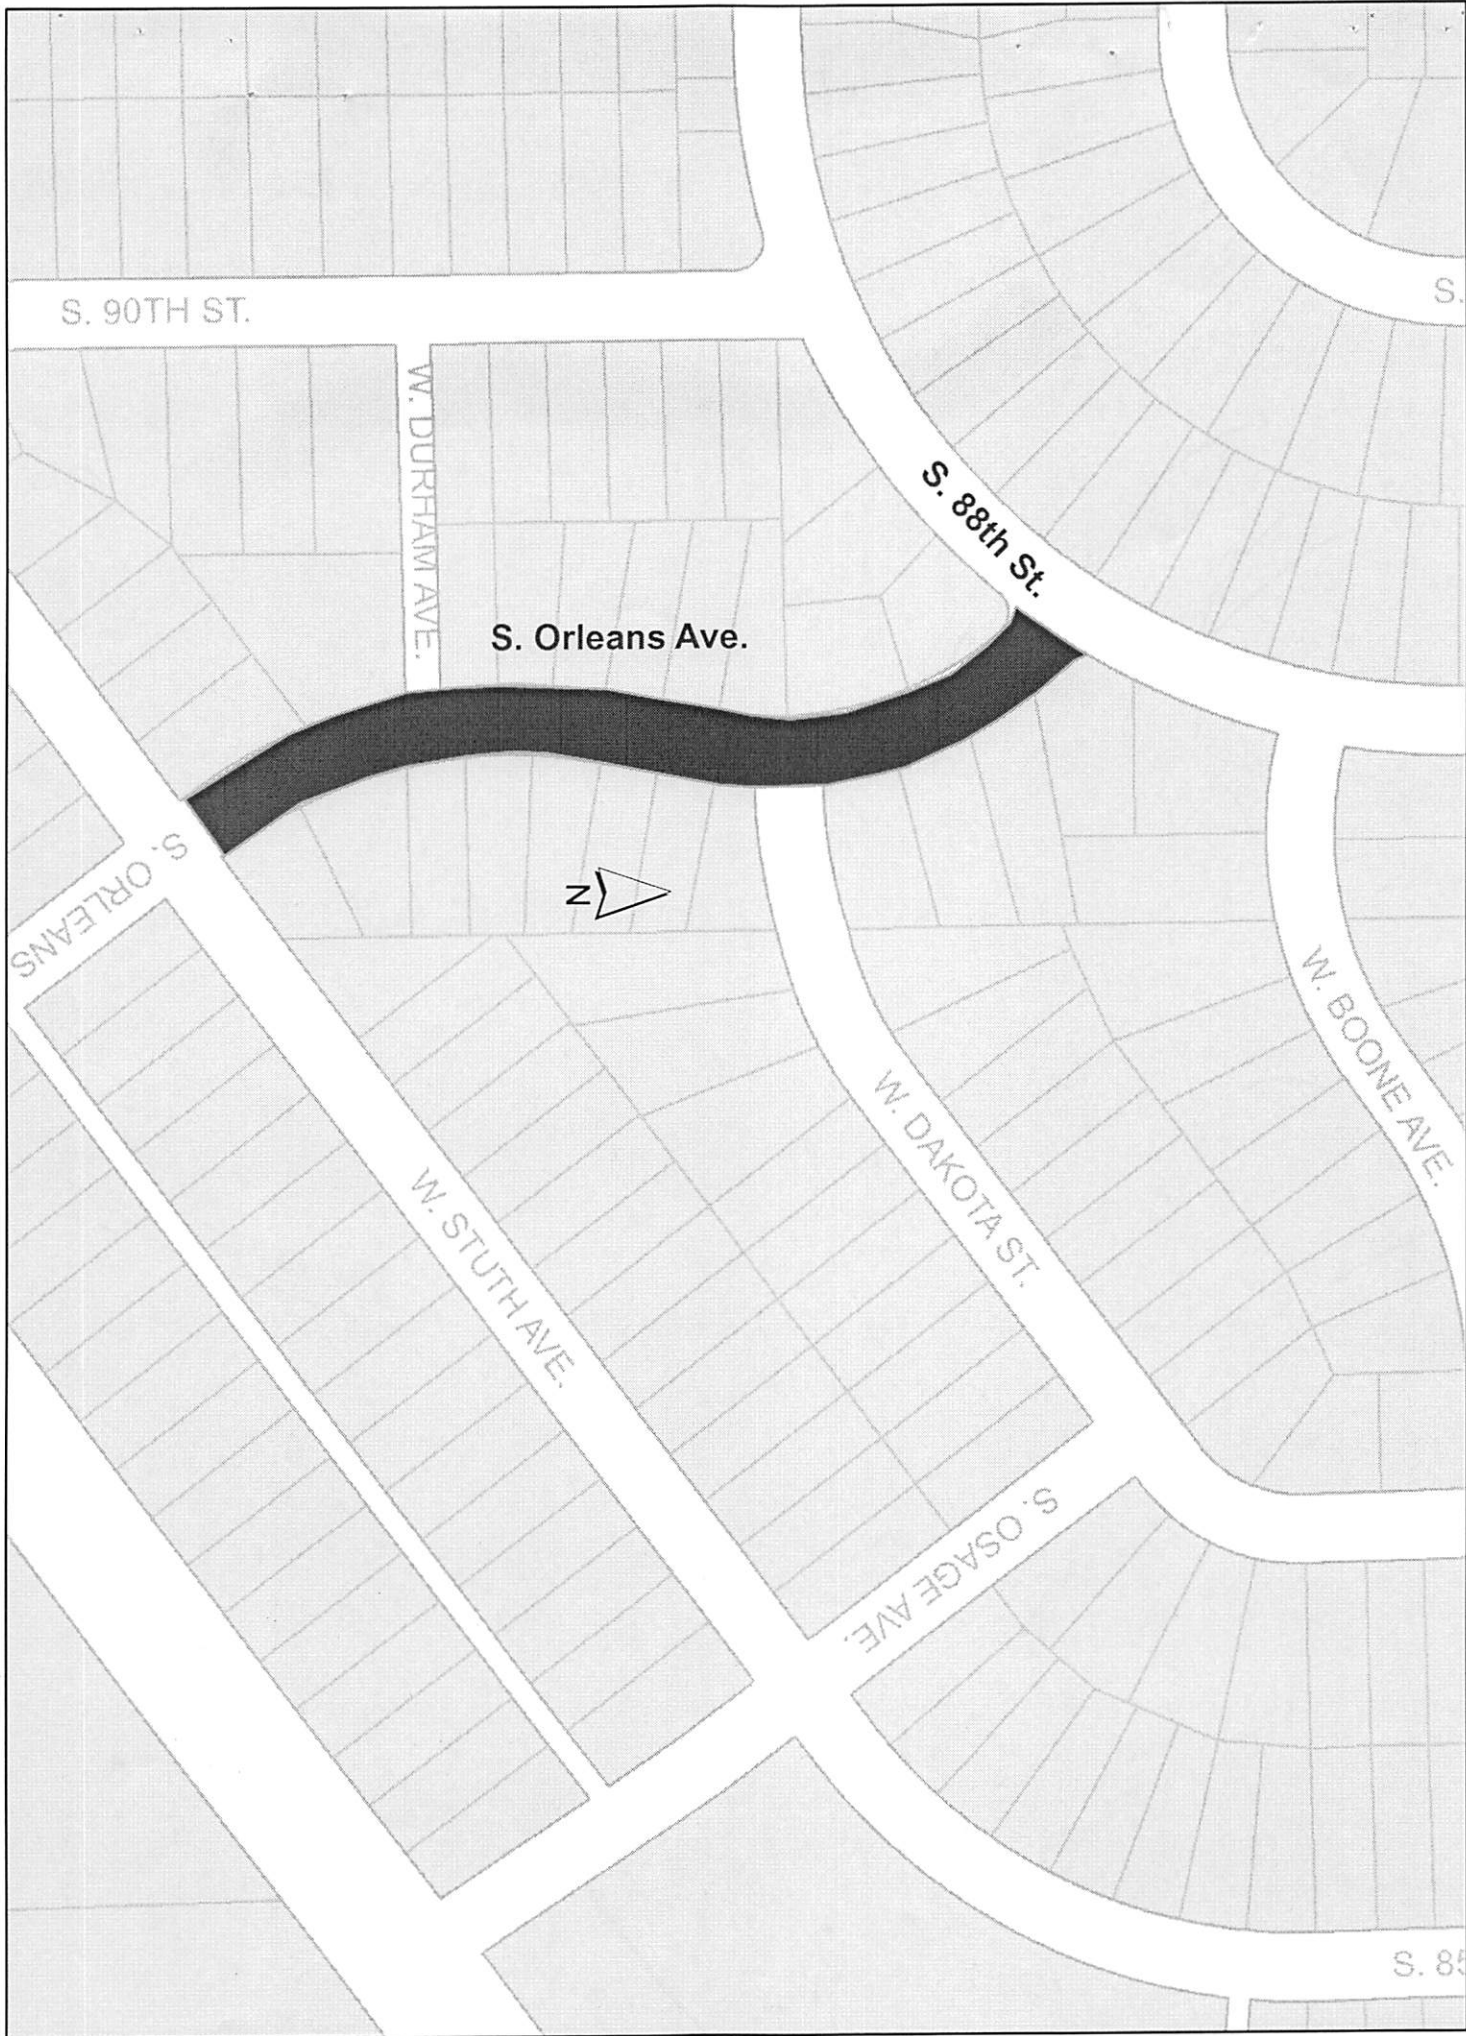 S. 90TH ST.
S.
W. DURHAM AVE.
S. 88th St.
S. Orleans Ave.
S. ORLEANS
N
W. BOONE AVE.
W. DAKOTA ST.
W. STUTH AVE.
S. OSAGE AVE.
S. 85